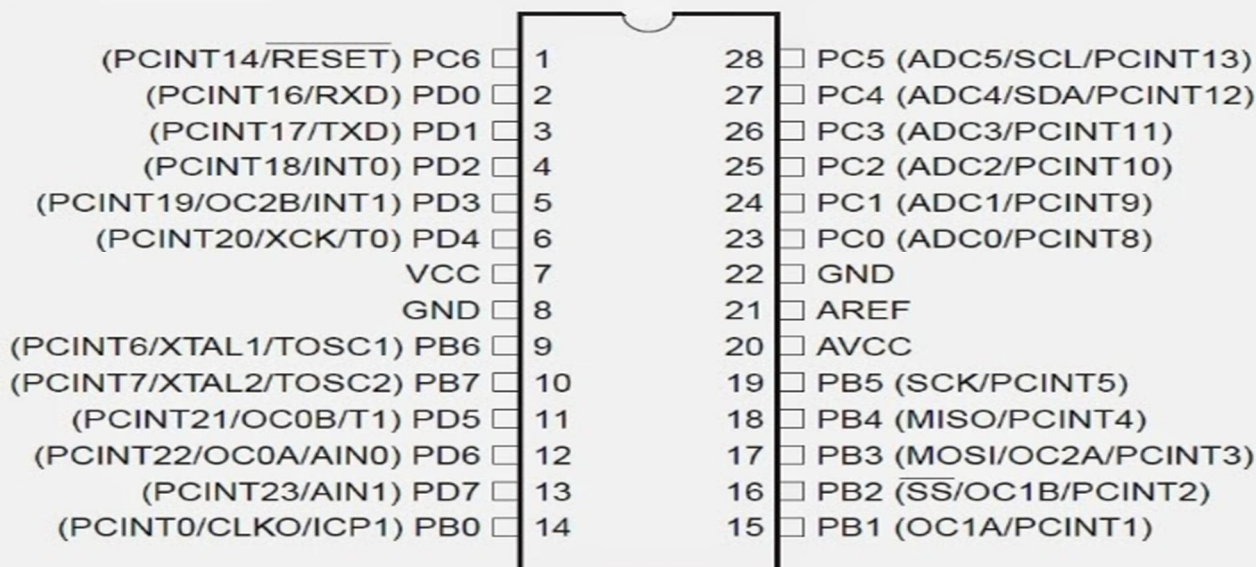 (PCINT14/RESET) PC6 1 28 PC5 (ADC5/SCL/PCINT13)
(PCINT16/RXD) PD0 2 27 PC4 (ADC4/SDA/PCINT12)
(PCINT17/TXD) PD1 3 26 PC3 (ADC3/PCINT11)
(PCINT18/INT0) PD2 4 25 PC2 (ADC2/PCINT10)
(PCINT19/OC2B/INT1) PD3 5 24 PC1 (ADC1/PCINT9)
(PCINT20/XCK/T0) PD4 6 23 PC0 (ADC0/PCINT8)
VCC 7 22 GND
GND 8 21 AREF
(PCINT6/XTAL1/TOSC1) PB6 9 20 AVCC
(PCINT7/XTAL2/TOSC2) PB7 10 19 PB5 (SCK/PCINT5)
(PCINT21/OC0B/T1) PD5 11 18 PB4 (MISO/PCINT4)
(PCINT22/OC0A/AIN0) PD6 12 17 PB3 (MOSI/OC2A/PCINT3)
(PCINT23/AIN1) PD7 13 16 PB2 (SS/OC1B/PCINT2)
(PCINT0/CLKO/ICP1) PB0 14 15 PB1 (OC1A/PCINT1)